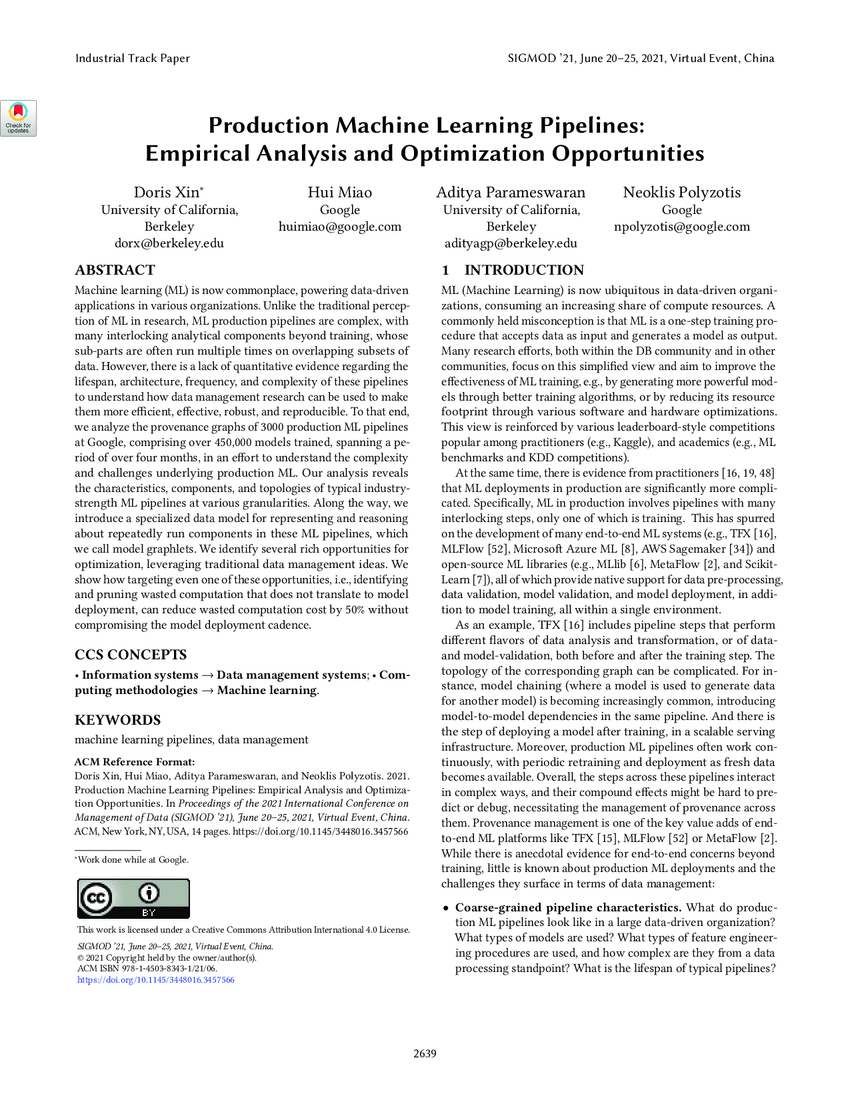 Industrial Track Paper
SIGMOD ’21, June 20–25, 2021, Virtual Event, China
Check for
updates
Production Machine Learning Pipelines:
Empirical Analysis and Optimization Opportunities
Doris Xin*
University of California,
Berkeley
dorx@berkeley.edu
Hui Miao
Google
huimiao@google.com
Aditya Parameswaran
University of California,
Berkeley
adityagp@berkeley.edu
Neoklis Polyzotis
Google
npolyzotis@google.com
ABSTRACT
Machine learning (ML) is now commonplace, powering data-driven
applications in various organizations. Unlike the traditional percep-
tion of ML in research, ML production pipelines are complex, with
many interlocking analytical components beyond training, whose
sub-parts are often run multiple times on overlapping subsets of
data. However, there is a lack of quantitative evidence regarding the
lifespan, architecture, frequency, and complexity of these pipelines
to understand how data management research can be used to make
them more efficient, effective, robust, and reproducible. To that end,
we analyze the provenance graphs of 3000 production ML pipelines
at Google, comprising over 450,000 models trained, spanning a pe-
riod of over four months, in an effort to understand the complexity
and challenges underlying production ML. Our analysis reveals
the characteristics, components, and topologies of typical industry-
strength ML pipelines at various granularities. Along the way, we
introduce a specialized data model for representing and reasoning
about repeatedly run components in these ML pipelines, which
we call model graphlets. We identify several rich opportunities for
optimization, leveraging traditional data management ideas. We
show how targeting even one of these opportunities, i.e., identifying
and pruning wasted computation that does not translate to model
deployment, can reduce wasted computation cost by 50% without
compromising the model deployment cadence.
CCS CONCEPTS
• Information systems → Data management systems; • Com-
puting methodologies → Machine learning.
KEYWORDS
machine learning pipelines, data management
ACM Reference Format:
Doris Xin, Hui Miao, Aditya Parameswaran, and Neoklis Polyzotis. 2021.
Production Machine Learning Pipelines: Empirical Analysis and Optimiza-
tion Opportunities. In Proceedings of the 2021 International Conference on
Management of Data (SIGMOD ’21), June 20–25, 2021, Virtual Event, China.
ACM, New York, NY, USA, 14 pages. https://doi.org/10.1145/3448016.3457566
*Work done while at Google.
cc BY
This work is licensed under a Creative Commons Attribution International 4.0 License.
SIGMOD ’21, June 20–25, 2021, Virtual Event, China.
© 2021 Copyright held by the owner/author(s).
ACM ISBN 978-1-4503-8343-1/21/06.
https://doi.org/10.1145/3448016.3457566
1 INTRODUCTION
ML (Machine Learning) is now ubiquitous in data-driven organi-
zations, consuming an increasing share of compute resources. A
commonly held misconception is that ML is a one-step training pro-
cedure that accepts data as input and generates a model as output.
Many research efforts, both within the DB community and in other
communities, focus on this simplified view and aim to improve the
effectiveness of ML training, e.g., by generating more powerful mod-
els through better training algorithms, or by reducing its resource
footprint through various software and hardware optimizations.
This view is reinforced by various leaderboard-style competitions
popular among practitioners (e.g., Kaggle), and academics (e.g., ML
benchmarks and KDD competitions).
At the same time, there is evidence from practitioners [16, 19, 48]
that ML deployments in production are significantly more compli-
cated. Specifically, ML in production involves pipelines with many
interlocking steps, only one of which is training. This has spurred
on the development of many end-to-end ML systems (e.g., TFX [16],
MLFlow [52], Microsoft Azure ML [8], AWS Sagemaker [34]) and
open-source ML libraries (e.g., MLlib [6], MetaFlow [2], and Scikit-
Learn [7]), all of which provide native support for data pre-processing,
data validation, model validation, and model deployment, in addi-
tion to model training, all within a single environment.
As an example, TFX [16] includes pipeline steps that perform
different flavors of data analysis and transformation, or of data-
and model-validation, both before and after the training step. The
topology of the corresponding graph can be complicated. For in-
stance, model chaining (where a model is used to generate data
for another model) is becoming increasingly common, introducing
model-to-model dependencies in the same pipeline. And there is
the step of deploying a model after training, in a scalable serving
infrastructure. Moreover, production ML pipelines often work con-
tinuously, with periodic retraining and deployment as fresh data
becomes available. Overall, the steps across these pipelines interact
in complex ways, and their compound effects might be hard to pre-
dict or debug, necessitating the management of provenance across
them. Provenance management is one of the key value adds of end-
to-end ML platforms like TFX [15], MLFlow [52] or MetaFlow [2].
While there is anecdotal evidence for end-to-end concerns beyond
training, little is known about production ML deployments and the
challenges they surface in terms of data management:
• Coarse-grained pipeline characteristics. What do produc-
tion ML pipelines look like in a large data-driven organization?
What types of models are used? What types of feature engineer-
ing procedures are used, and how complex are they from a data
processing standpoint? What is the lifespan of typical pipelines?
2639